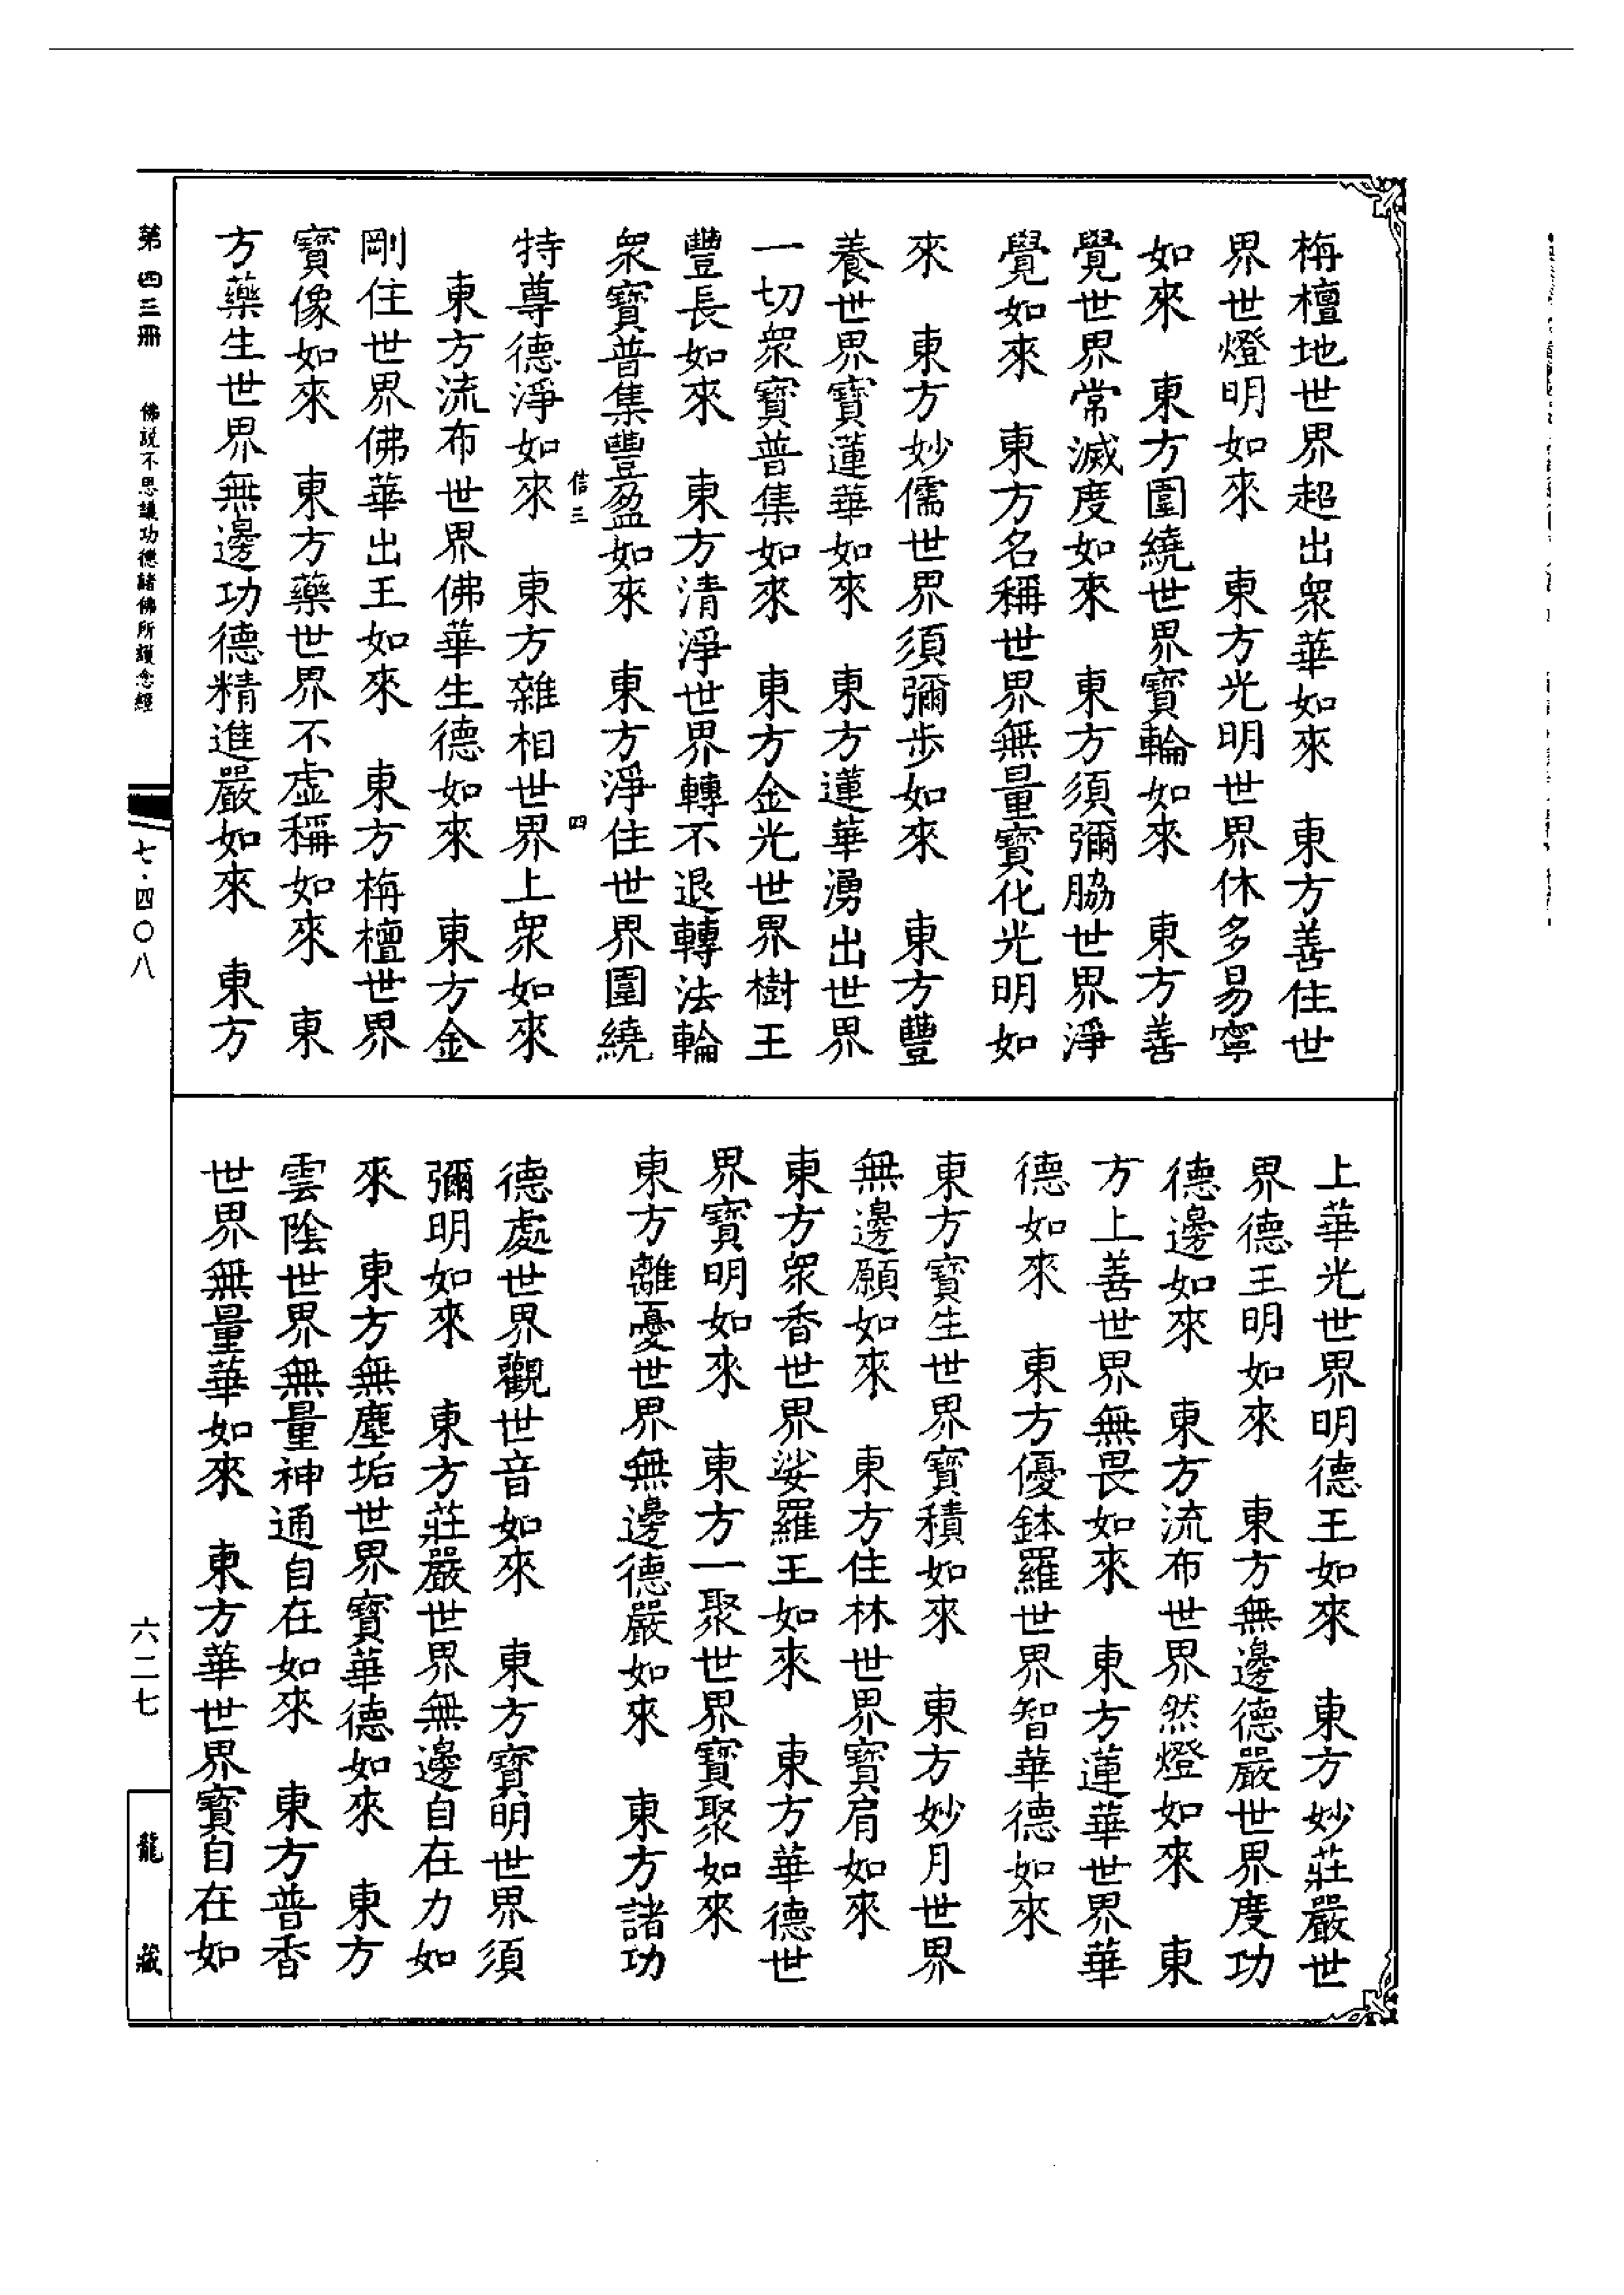 栴檀地世界超出衆華如來　東方善住世
界世燈明如來　東方光明世界休多易寧
如來　東方圍繞世界寶輪如來　東方善
覺世界常滅度如來　東方須彌脇世界淨
覺如來　東方名稱世界無量寶化光明如
來　東方妙儒世界須彌步如來　東方豐
養世界寶蓮華如來　東方蓮華湧出世界
一切衆寶普集如來　東方金光世界樹王
豐長如來　東方清淨世界轉不退轉法輪
衆寶普集豐盈如來　東方淨住世界圍繞
信三　四
特尊德淨如來　東方雜相世界上衆如來
東方流布世界佛華生德如來　東方金
剛住世界佛華出王如來　東方栴檀世界
寶像如來　東方藥世界不虛稱如來　東
方藥生世界無邊功德精進嚴如來　東方
上華光世界明德王如來　東方妙莊嚴世
界德王明如來　東方無邊德嚴世界度功
德邊如來　東方流布世界然燈如來　東
方上善世界無畏如來　東方蓮華世界華
德如來　東方優鉢羅世界智華德如來
東方寶生世界寶積如來　東方妙月世界
無邊願如來　東方住林世界寶肩如來
東方衆香世界娑羅王如來　東方華德世
界寶明如來　東方一聚世界寶聚如來
東方離憂世界無邊德嚴如來　東方諸功
德處世界觀世音如來　東方寶明世界須
彌明如來　東方莊嚴世界無邊自在力如
來　東方無塵垢世界寶華德如來　東方
雲陰世界無量神通自在如來　東方普香
世界無量華如來　東方華世界寶自在如
第四三冊　佛說不思議功德諸佛所護念經　七·四〇八　六二七　龍藏